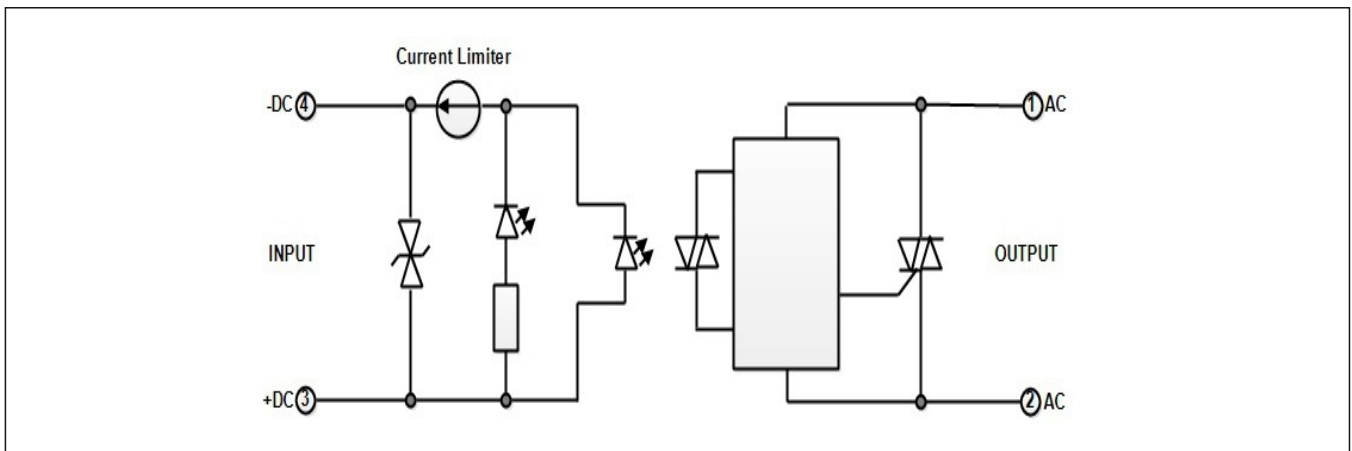 Current Limiter
-DC 4
1 AC
INPUT
OUTPUT
+DC 3
2 AC